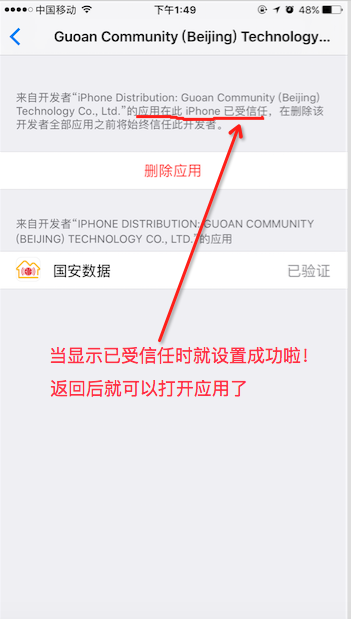 中国移动 下午1:49 48%
Guoan Community (Beijing) Technology...
来自开发者“iPhone Distribution: Guoan Community (Beijing)
Technology Co., Ltd.”的应用在此 iPhone 已受信任，在删除该
开发者全部应用之前将始终信任此开发者。
删除应用
来自开发者“IPHONE DISTRIBUTION: GUOAN COMMUNITY
(BEIJING) TECHNOLOGY CO., LTD.”的应用
国安数据 已验证
当显示已受信任时就设置成功啦！
返回后就可以打开应用了